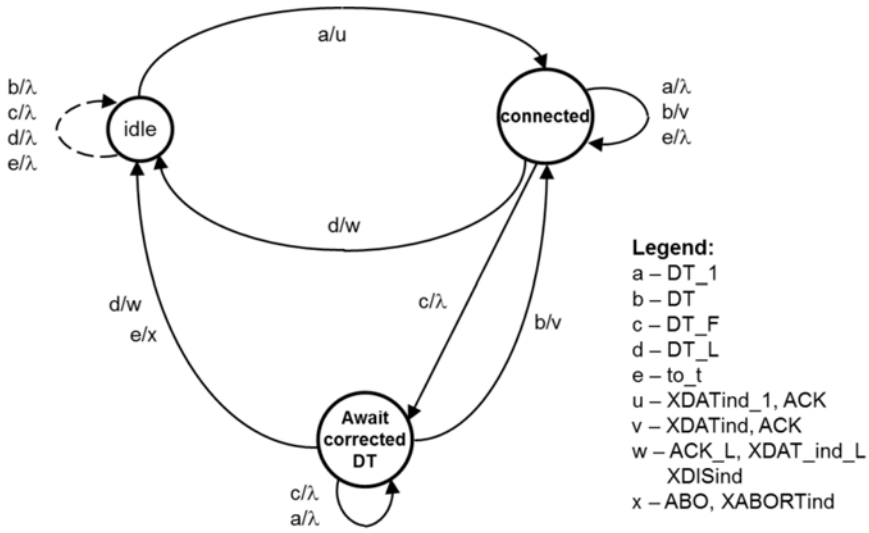 a/u
b/λ
c/λ
d/λ
e/λ
idle
connected
a/λ
b/v
e/λ
d/w
d/w
e/x
c/λ
b/v
Await
corrected
DT
c/λ
a/λ
Legend:
a – DT_1
b – DT
c – DT_F
d – DT_L
e – to_t
u – XDATind_1, ACK
v – XDATind, ACK
w – ACK_L, XDAT_ind_L
XDISind
x – ABO, XABORTind